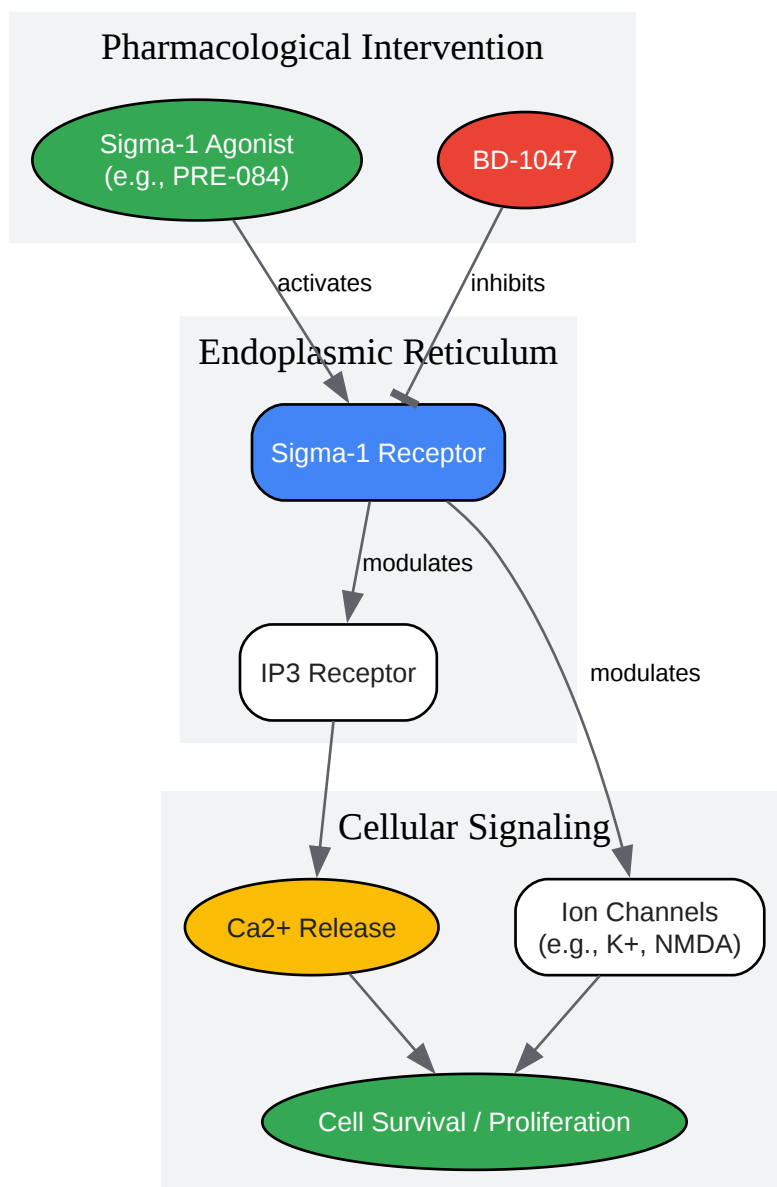 Pharmacological Intervention
Sigma-1 Agonist
(e.g., PRE-084)
BD-1047
activates
inhibits
Endoplasmic Reticulum
Sigma-1 Receptor
modulates
IP3 Receptor
modulates
Cellular Signaling
Ca2+ Release
Ion Channels
(e.g., K+, NMDA)
Cell Survival / Proliferation